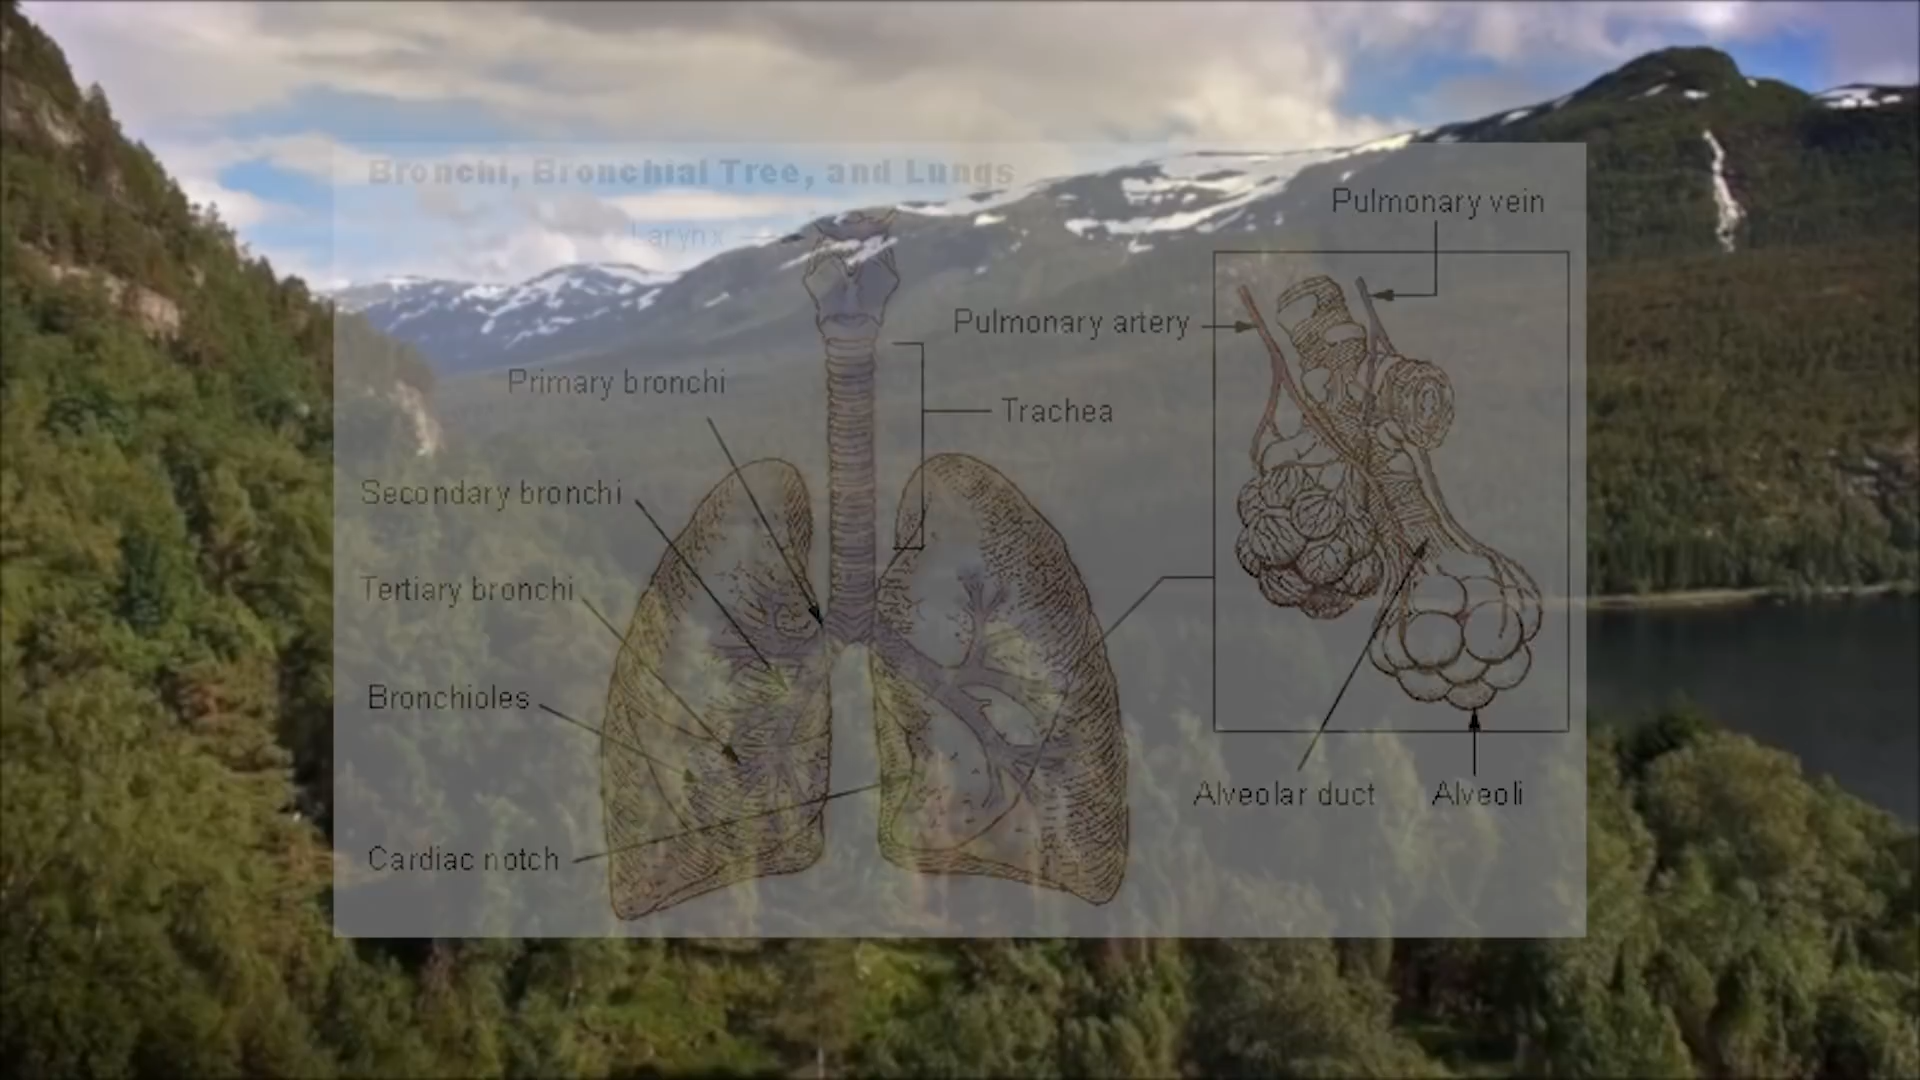 Bronchi, Bronchial Tree, and Lungs
Larynx
Pulmonary vein
Pulmonary artery
Primary bronchi
Trachea
Secondary bronchi
Tertiary bronchi
Bronchioles
Alveolar duct
Alveoli
Cardiac notch